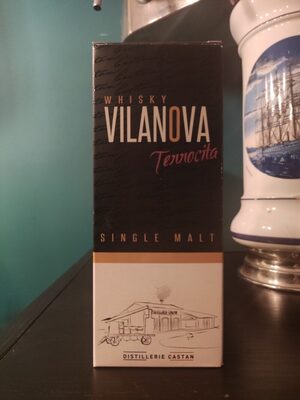 WHISKY
VILANOVA
Terrocita
SINGLE MALT
DISTILLERIE CASTAN